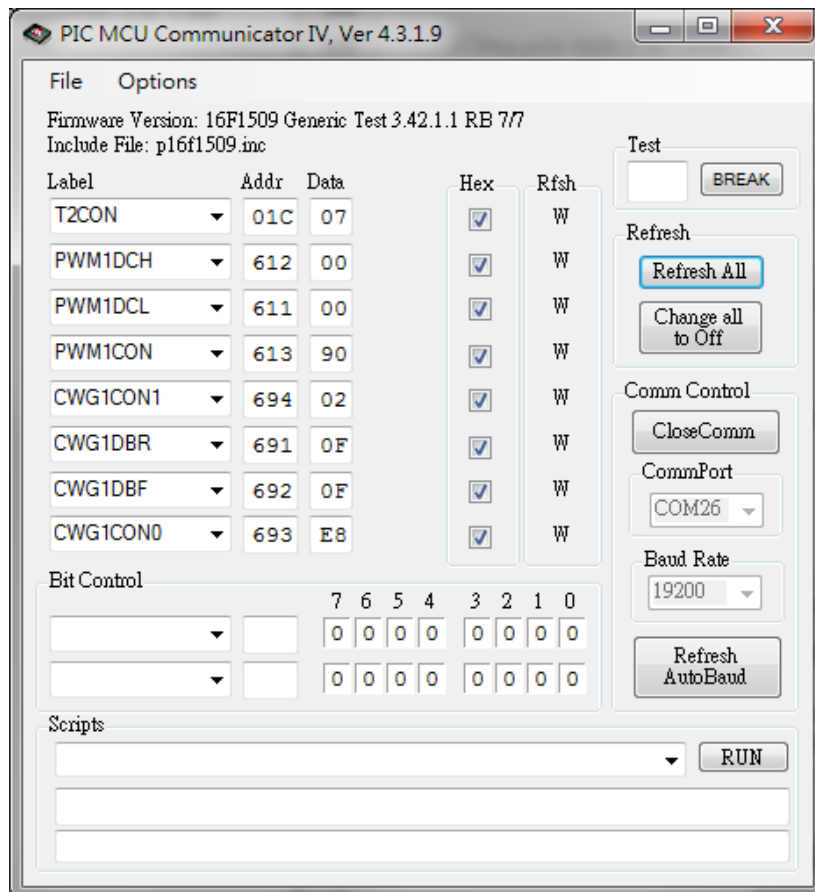 PIC MCU Communicator IV, Ver 4.3.1.9
File Options
Firmware Version: 16F1509 Generic Test 3.42.1.1 RB 7/7
Include File: p16f1509.inc
Label Addr Data Hex Rfsh
T2CON 01C 07 W
PWM1DCH 612 00 W
PWM1DCL 611 00 W
PWM1CON 613 90 W
CWG1CON1 694 02 W
CWG1DBR 691 0F W
CWG1DBF 692 0F W
CWG1CON0 693 E8 W
Test
BREAK
Refresh
Refresh All
Change all
to Off
Comm Control
CloseComm
CommPort
COM26
Baud Rate
19200
Refresh
AutoBaud
Bit Control
7 6 5 4 3 2 1 0
0 0 0 0 0 0 0 0
0 0 0 0 0 0 0 0
Scripts
RUN